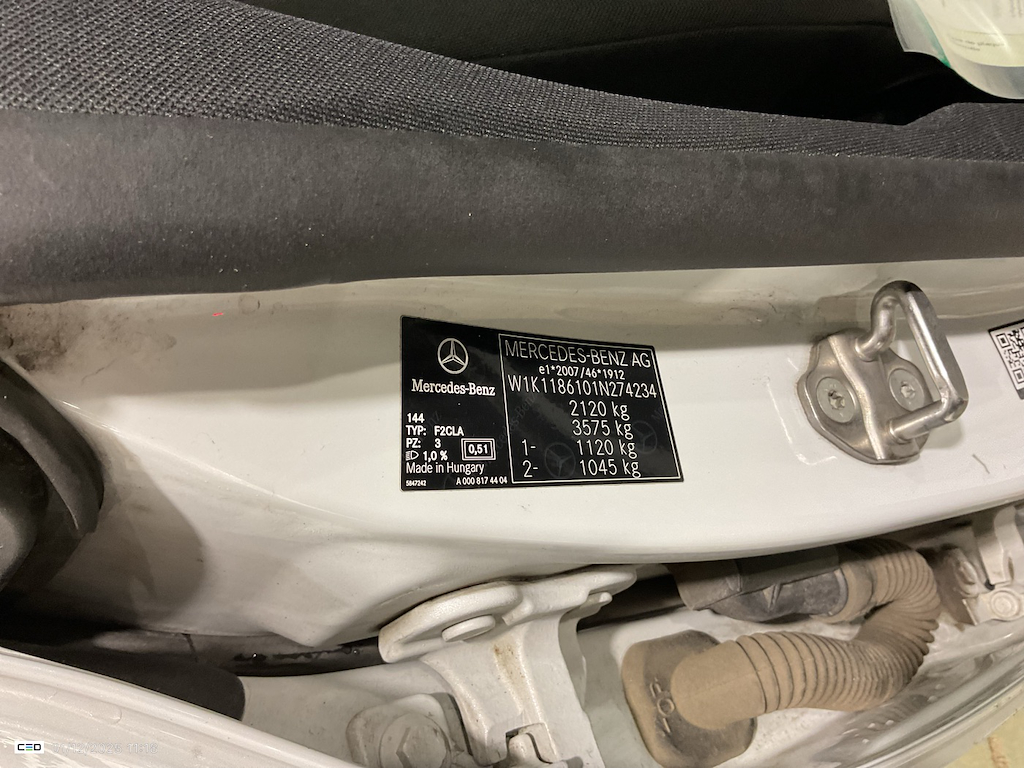 Mercedes-Benz
144
TYP: F2CLA
PZ: 3
1,0 %
0,51
Made in Hungary
5847242
A 000 817 44 04
MERCEDES-BENZ AG
e1*2007/46*1912
W1K1186101N274234
2120 kg
3575 kg
1- 1120 kg
2- 1045 kg